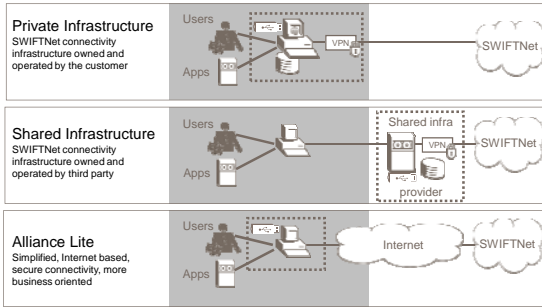 Private Infrastructure
SWIFTNet connectivity
infrastructure owned and
operated by the customer
Users
Apps
VPN
SWIFTNet
Shared Infrastructure
SWIFTNet connectivity
infrastructure owned and
operated by third party
Users
Apps
Shared infra
VPN
provider
SWIFTNet
Alliance Lite
Simplified, Internet based,
secure connectivity, more
business oriented
Users
Apps
Internet
SWIFTNet